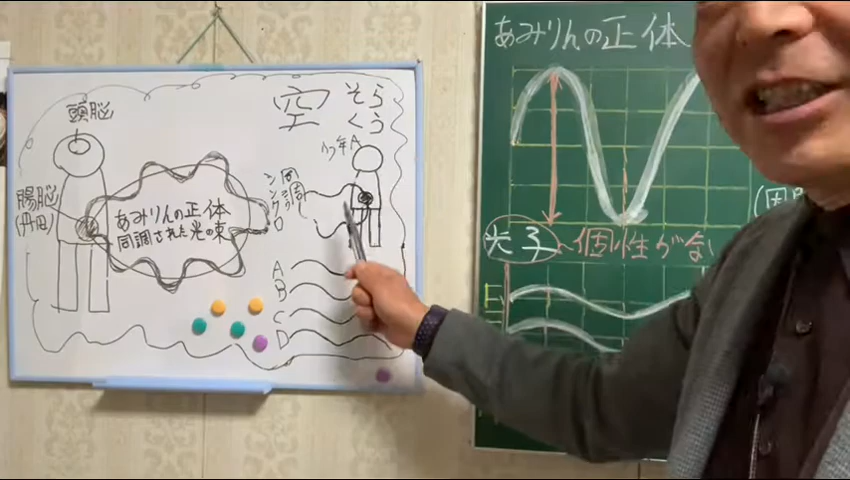 頭脳
腸脳
(丹田)
あみりんの正体
同調された光の束
空
そら
くう
同調
シンクロ
A
B
C
D
あみりんの正体
光子
個性がな
E